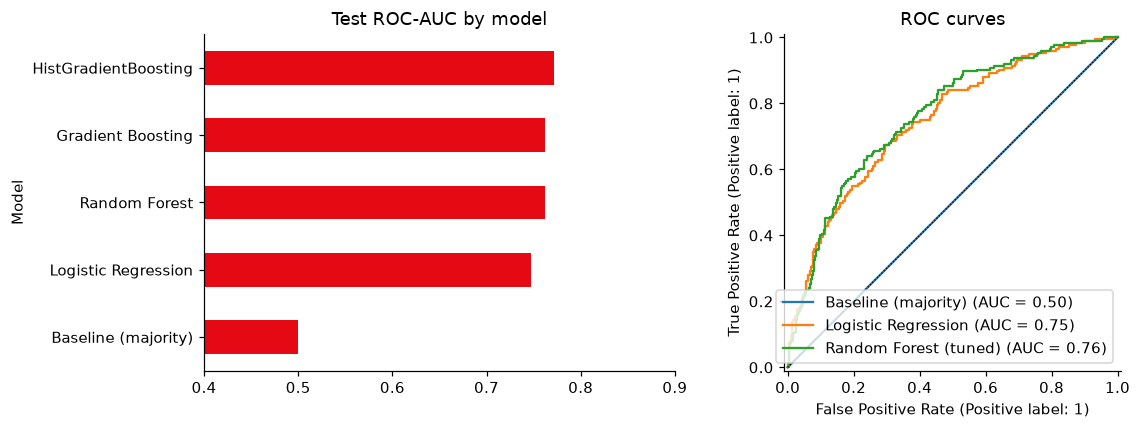 Test ROC-AUC by model
Model
HistGradientBoosting
Gradient Boosting
Random Forest
Logistic Regression
Baseline (majority)
0.4 0.5 0.6 0.7 0.8 0.9
ROC curves
True Positive Rate (Positive label: 1)
1.0
0.8
0.6
0.4
0.2
0.0
Baseline (majority) (AUC = 0.50)
Logistic Regression (AUC = 0.75)
Random Forest (tuned) (AUC = 0.76)
0.0 0.2 0.4 0.6 0.8 1.0
False Positive Rate (Positive label: 1)